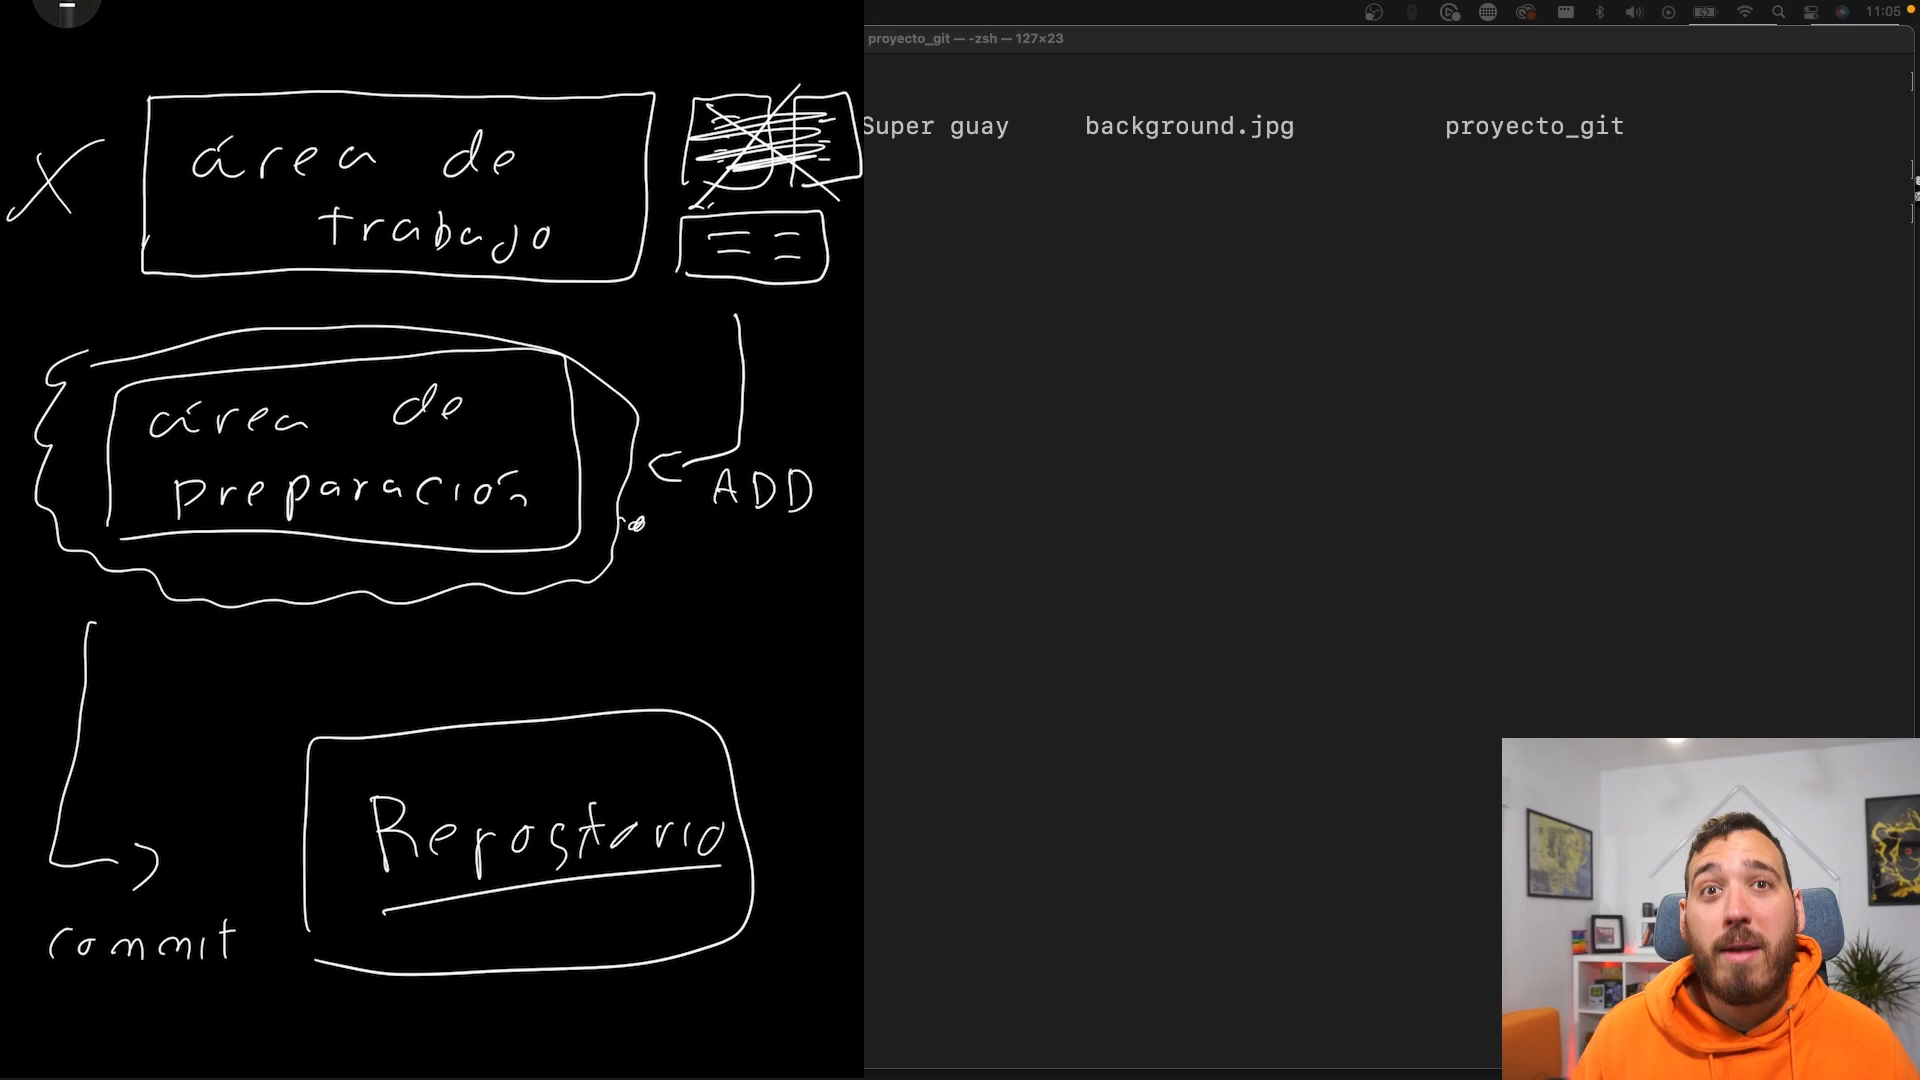 11:05
proyecto_git — -zsh — 127×23
Super guay background.jpg proyecto_git
área de
trabajo
área de
preparación
ADD
commit
Repositorio